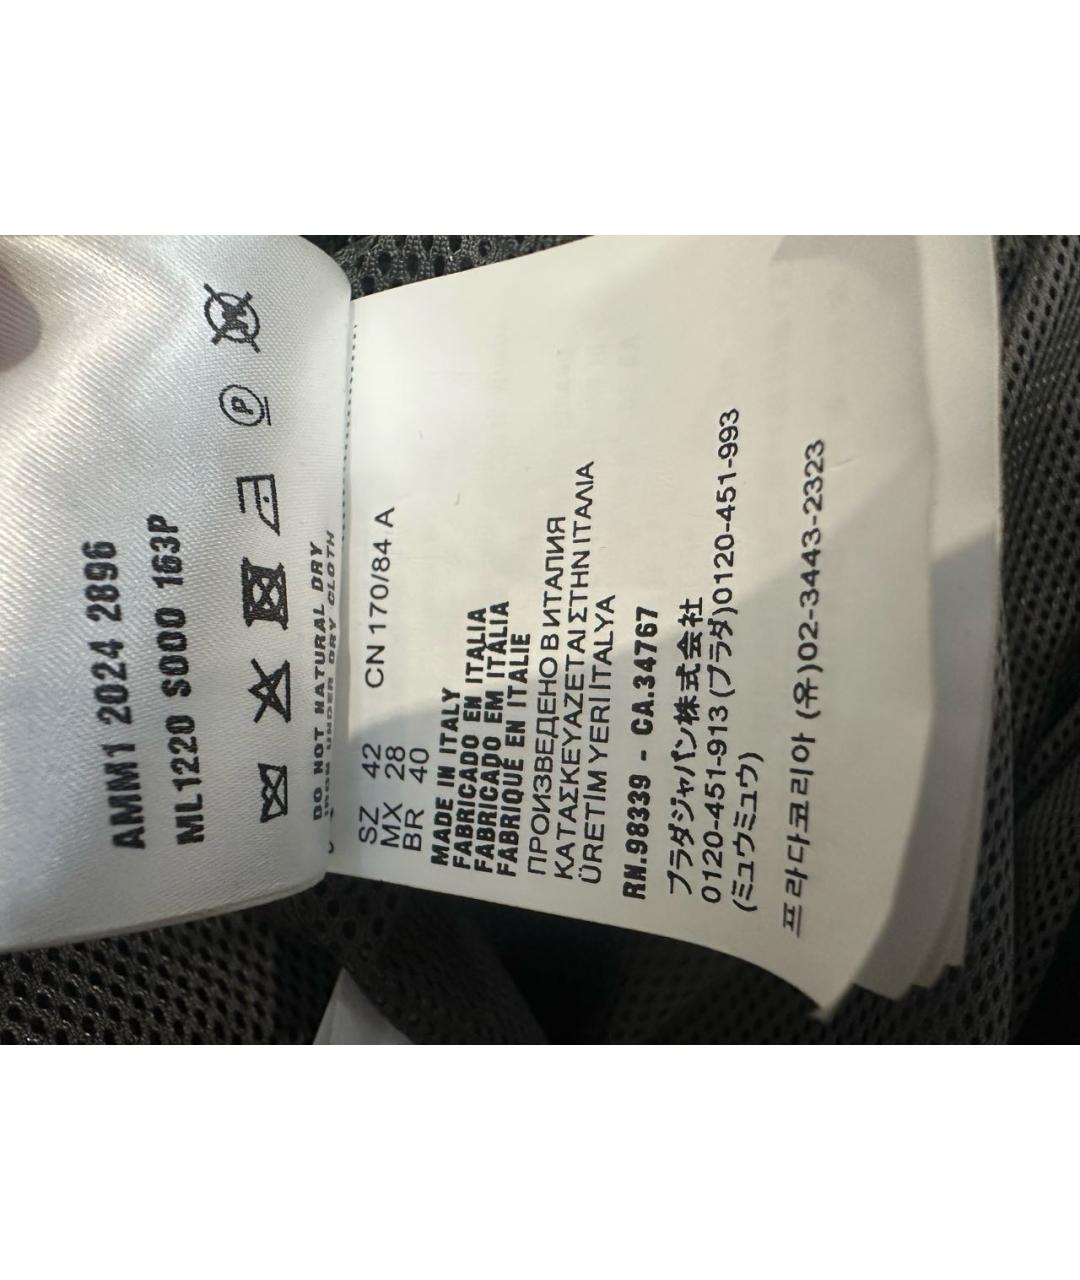 AMM1 2024 2896
ML1220 S000 163P
DO NOT NATURAL DRY
IRON UNDER DRY CLOTH
SZ 42 CN 170/84 A
MX 28
BR 40
MADE IN ITALY
FABRICADO EN ITALIA
FABRICADO EM ITÁLIA
FABRIQUE EN ITALIE
ПРОИЗВЕДЕНО В ИТАЛИЯ
ΚΑΤΑΣΚΕΥΑΖΕΤΑΙ ΣΤΗΝ ΙΤΑΛΙΑ
ÜRETIM YERI İTALYA
RN.98339 - CA.34767
プラダジャパン株式会社
0120-451-913 (プラダ)0120-451-993
(ミュウミュウ)
프라다코리아 (유)02-3443-2323